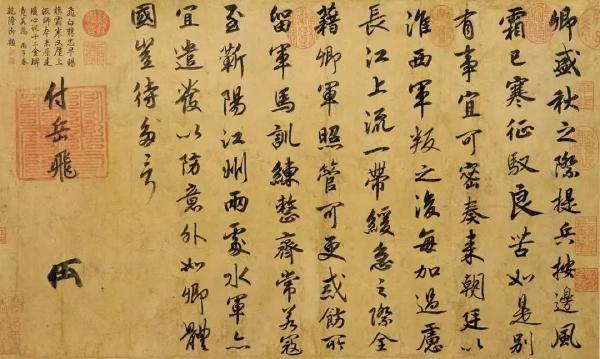 卿盛秋之際提兵按邊風
霜已寒征馭良苦如是別
有事宜可密奏來朝廷以
淮西軍叛之後每加過慮
長江上流一帶緩急之際全
藉卿軍照管可更戒飭所
留軍馬訓練整齊常若寇
至蘄陽江州兩處水軍亦
宜遣發以防意外如卿體
國豈待多言
付岳飛
乾隆御題